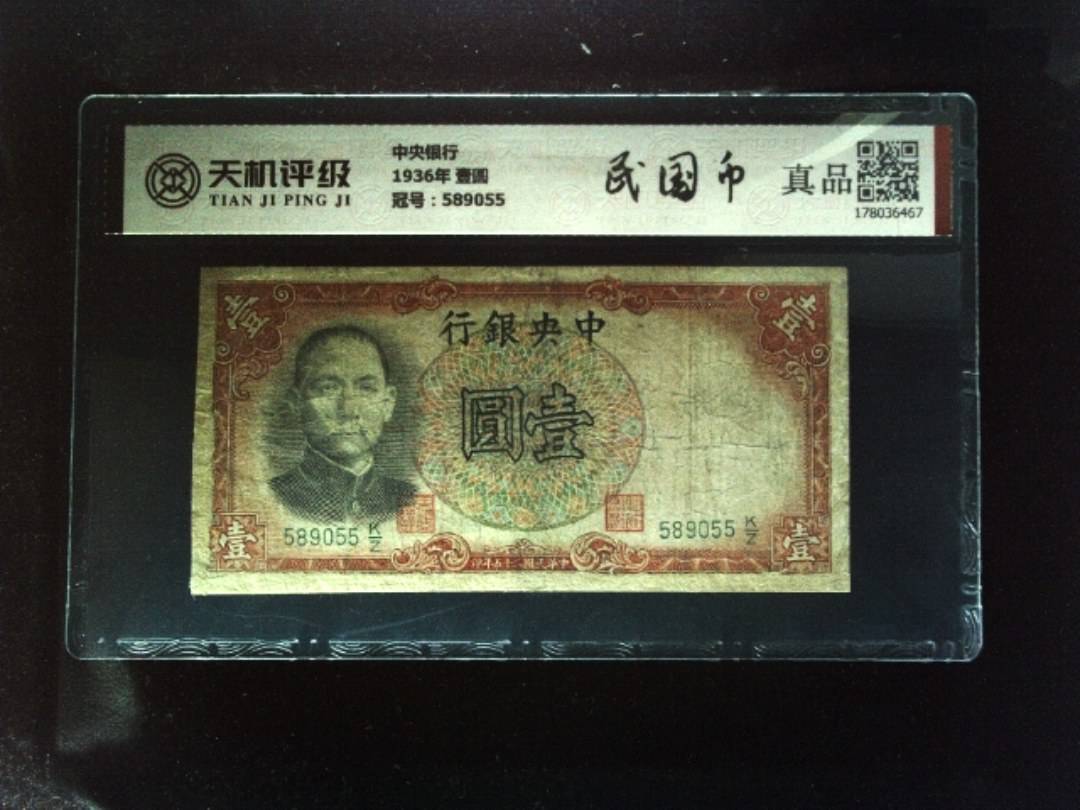 天机评级
TIAN JI PING JI
中央银行
1936年 壹圆
冠号：589055
民国币
真品
178036467
壹
壹
行銀央中
圓壹
589055 K/Z
589055 K/Z
壹
壹